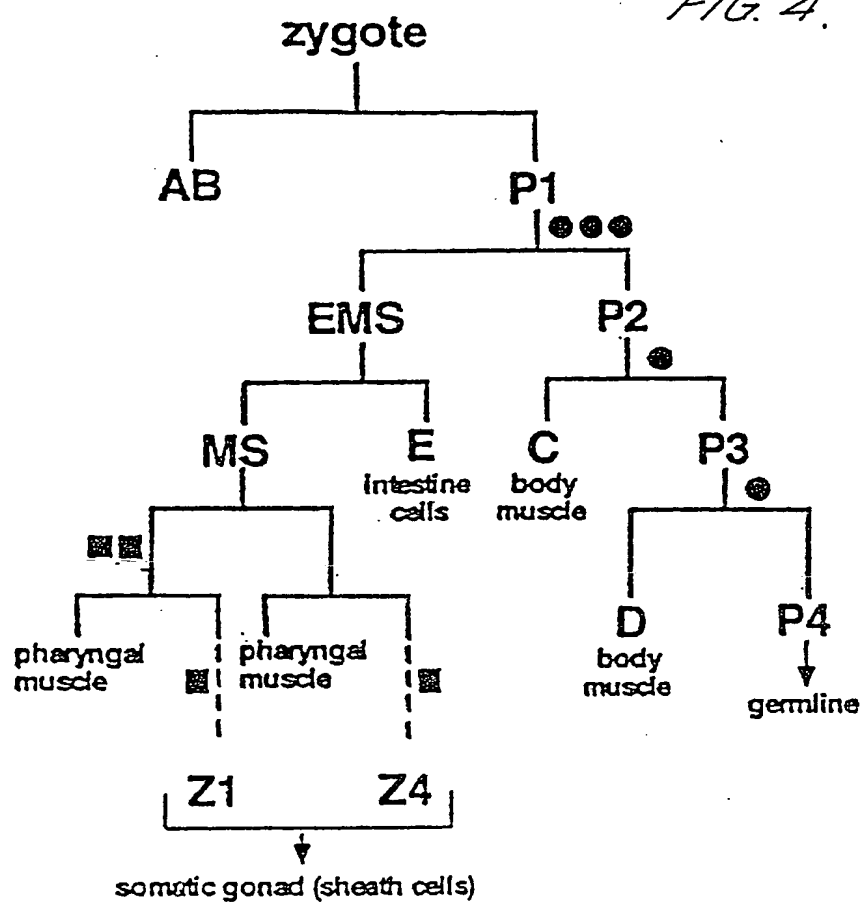 FIG. 4.
zygote
AB
P1
EMS
P2
MS
E
C
P3
intestine
cells
body
muscle
D
P4
pharyngal
muscle
pharyngal
muscle
body
muscle
germline
Z1
Z4
somatic gonad (sheath cells)